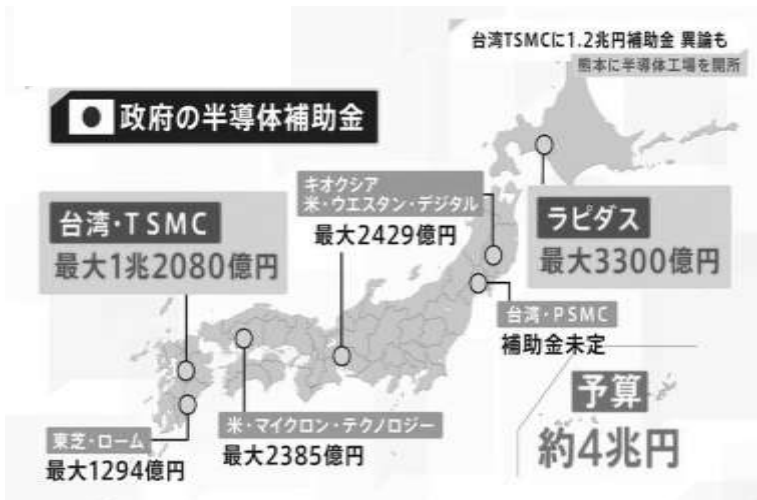 台湾TSMCに1.2兆円補助金 異論も
熊本に半導体工場を開所
政府の半導体補助金
キオクシア
米・ウエスタン・デジタル
最大2429億円
台湾・TSMC
最大1兆2080億円
ラピダス
最大3300億円
台湾・PSMC
補助金未定
予算
約4兆円
東芝・ローム
最大1294億円
米・マイクロン・テクノロジー
最大2385億円